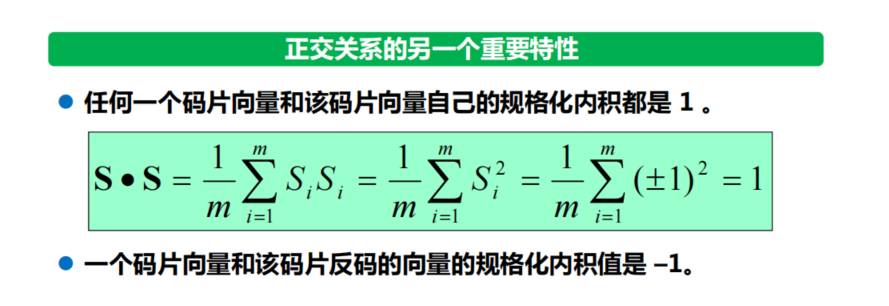 正交关系的另一个重要特性
● 任何一个码片向量和该码片向量自己的规格化内积都是 1 。
S • S = \frac{1}{m} \sum_{i=1}^{m} S_i S_i = \frac{1}{m} \sum_{i=1}^{m} S_i^2 = \frac{1}{m} \sum_{i=1}^{m} (±1)^2 = 1
● 一个码片向量和该码片反码的向量的规格化内积值是 –1。